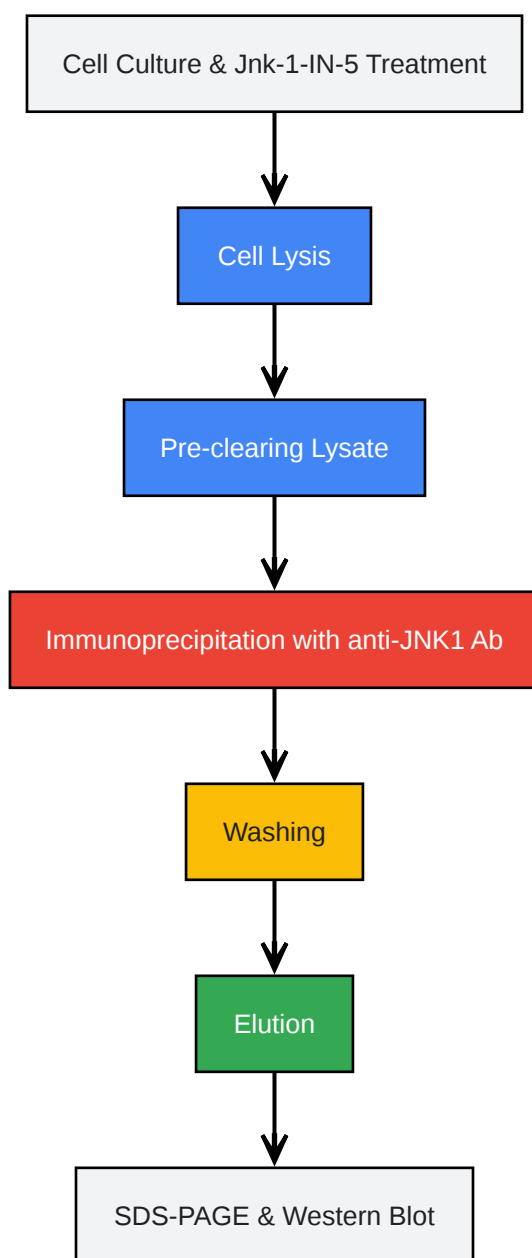 Cell Culture & Jnk-1-IN-5 Treatment
Cell Lysis
Pre-clearing Lysate
Immunoprecipitation with anti-JNK1 Ab
Washing
Elution
SDS-PAGE & Western Blot